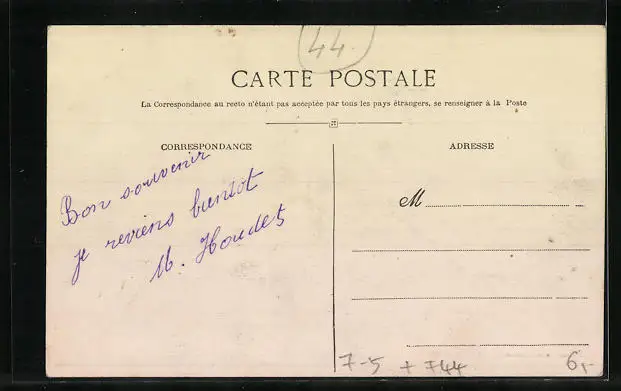 44
CARTE POSTALE
La Correspondance au recto n'étant pas acceptée par tous les pays étrangers, se renseigner à la Poste
CORRESPONDANCE
Bon souvenir
je reviens bientôt
M. Houdet
ADRESSE
M
7-5 + 744
6,-